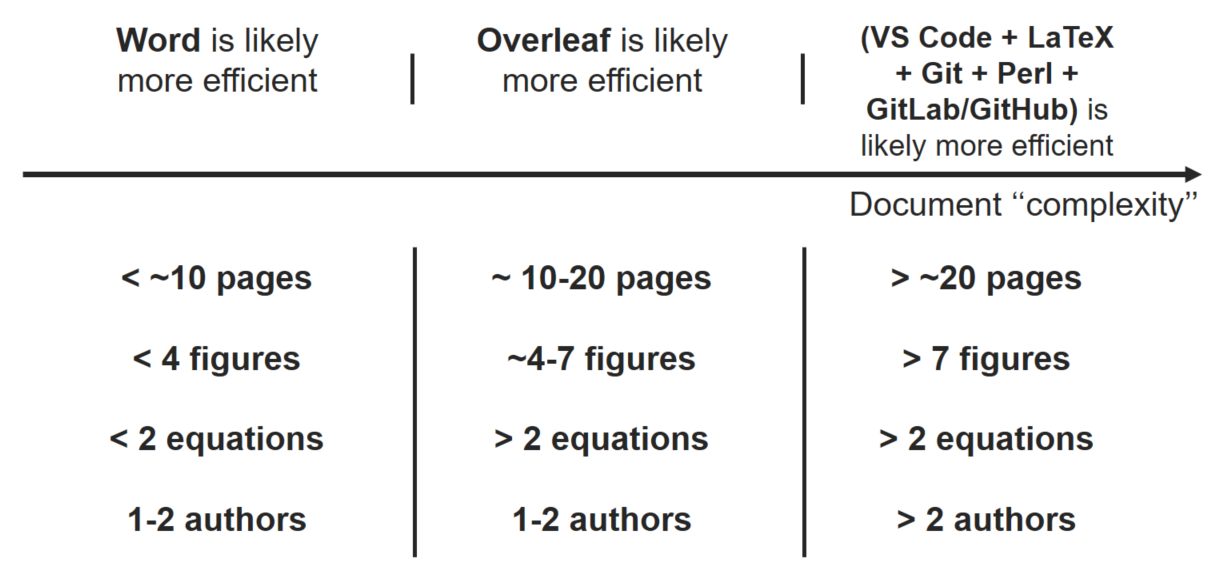 Word is likely
more efficient
Overleaf is likely
more efficient
(VS Code + LaTeX
+ Git + Perl +
GitLab/GitHub) is
likely more efficient
Document “complexity”
< ~10 pages
~ 10-20 pages
> ~20 pages
< 4 figures
~4-7 figures
> 7 figures
< 2 equations
> 2 equations
> 2 equations
1-2 authors
1-2 authors
> 2 authors